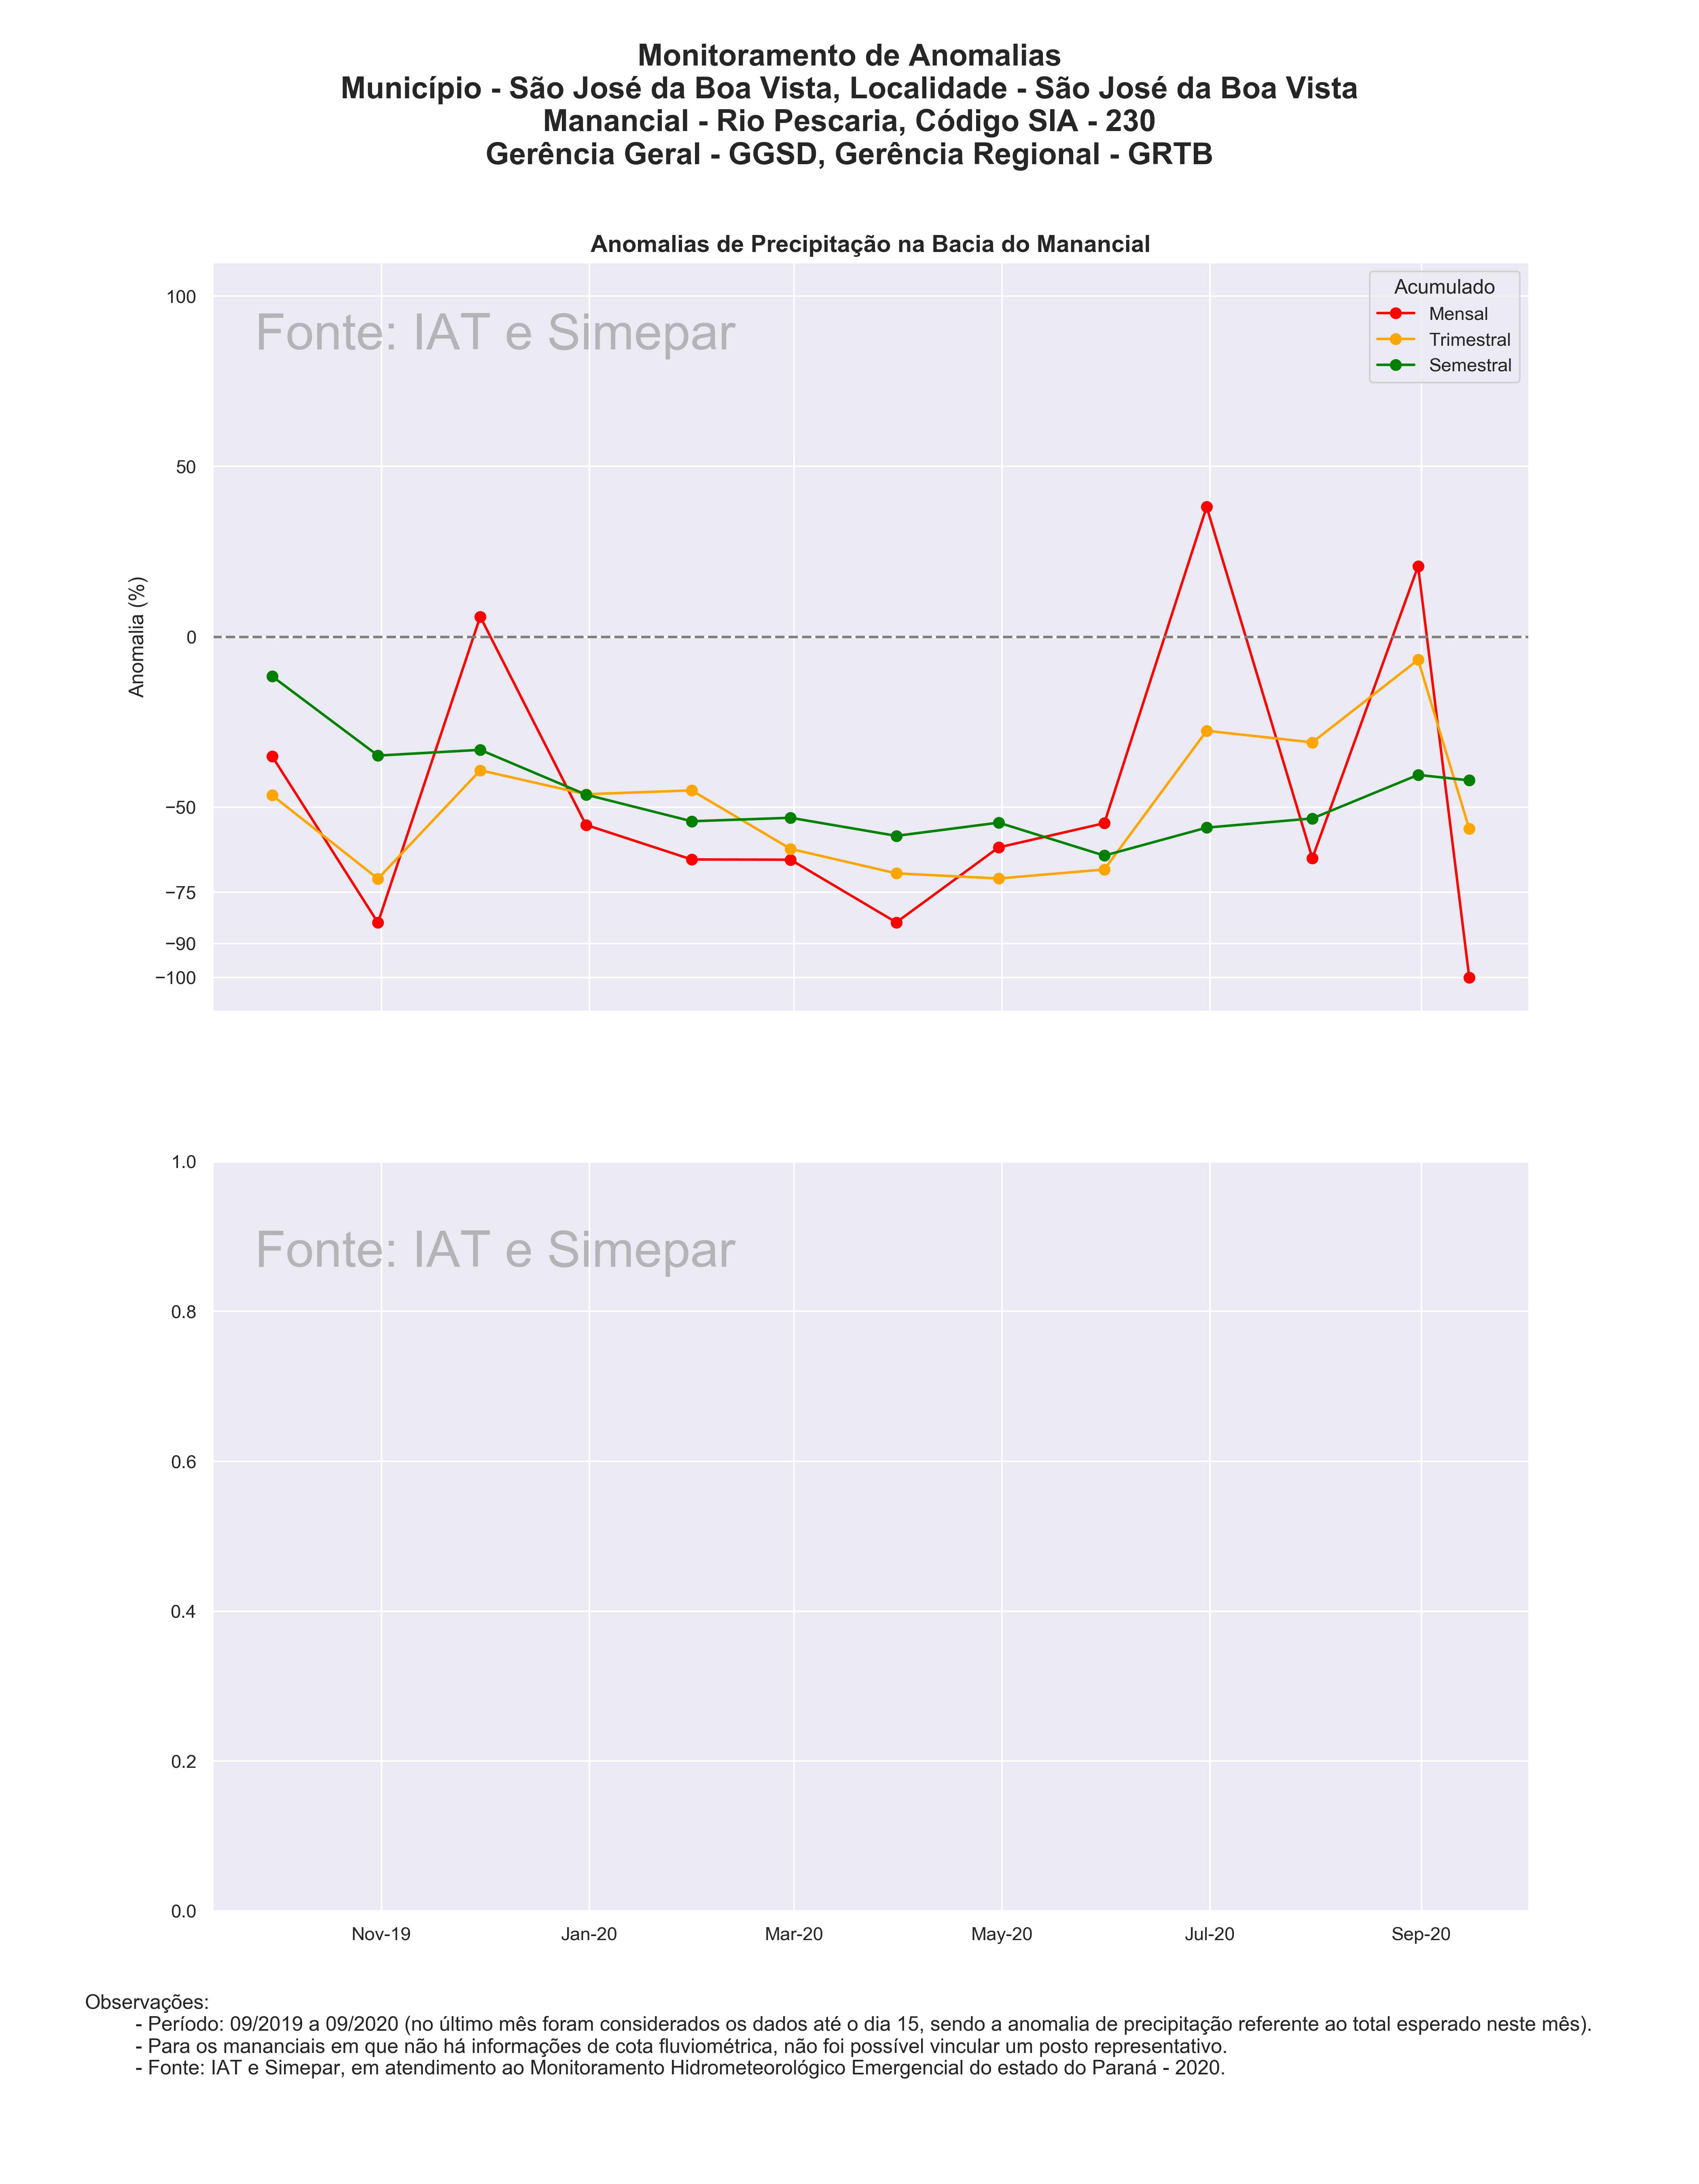 Monitoramento de Anomalias
Município - São José da Boa Vista, Localidade - São José da Boa Vista
Manancial - Rio Pescaria, Código SIA - 230
Gerência Geral - GGSD, Gerência Regional - GRTB
Anomalias de Precipitação na Bacia do Manancial
Fonte: IAT e Simepar
Acumulado
Mensal
Trimestral
Semestral
Anomalia (%)
100
50
0
−50
−75
−90
−100
Fonte: IAT e Simepar
1.0
0.8
0.6
0.4
0.2
0.0
Nov-19
Jan-20
Mar-20
May-20
Jul-20
Sep-20
Observações:
- Período: 09/2019 a 09/2020 (no último mês foram considerados os dados até o dia 15, sendo a anomalia de precipitação referente ao total esperado neste mês).
- Para os mananciais em que não há informações de cota fluviométrica, não foi possível vincular um posto representativo.
- Fonte: IAT e Simepar, em atendimento ao Monitoramento Hidrometeorológico Emergencial do estado do Paraná - 2020.